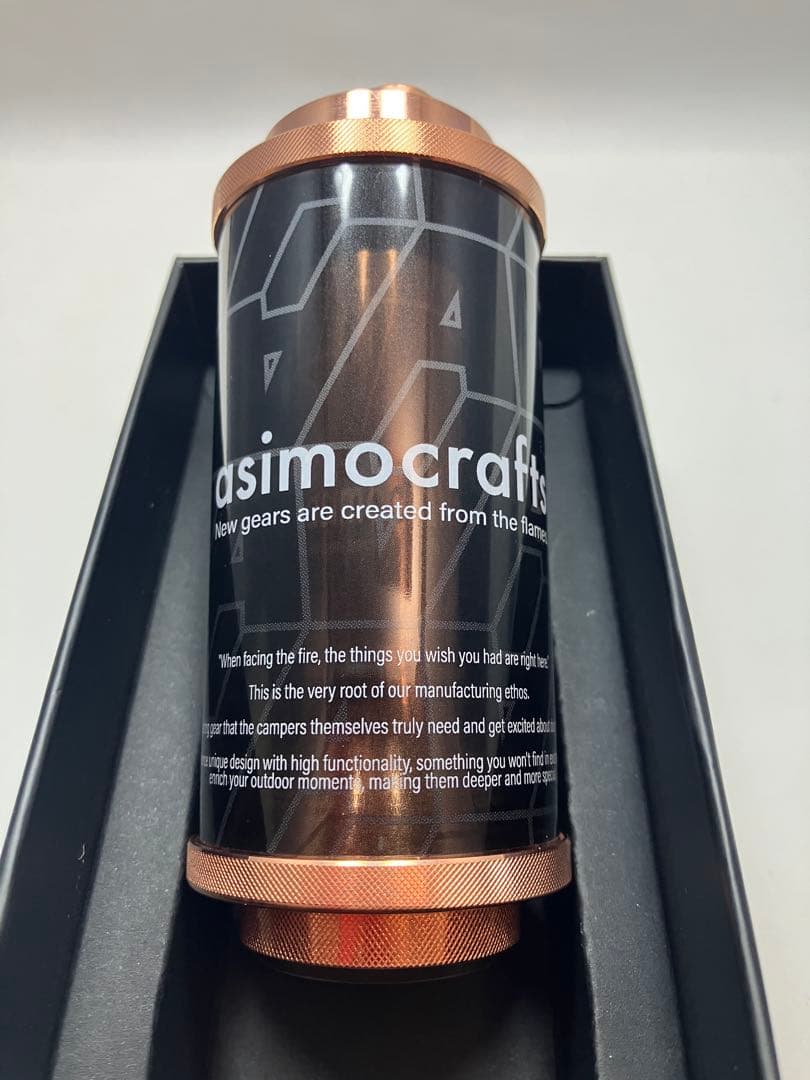 asimocrafts
New gears are created from the flames
"When facing the fire, the things you wish you had are right here."
This is the very root of our manufacturing ethos.
gear that the campers themselves truly need and get excited about
unique design with high functionality, something you won't find in
enrich your outdoor moments, making them deeper and more special